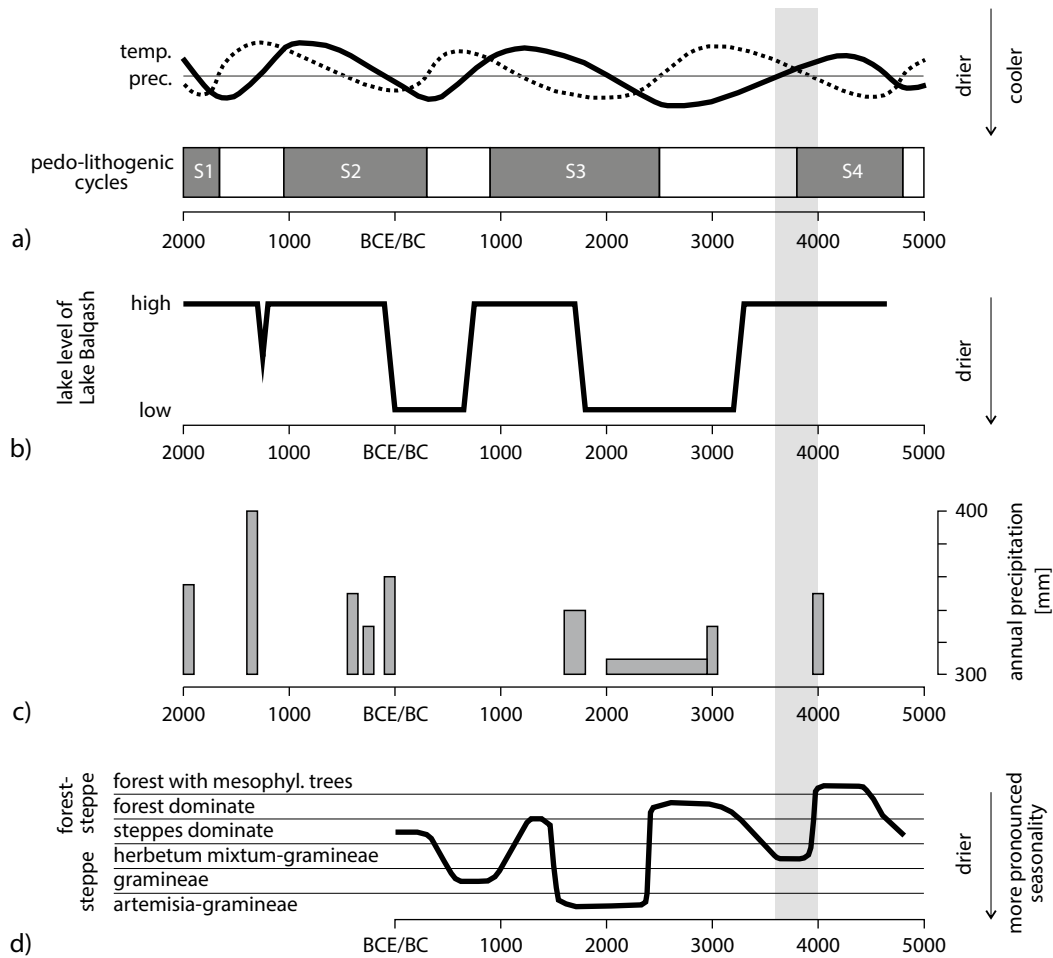 temp.
prec.
drier
cooler
pedo-lithogenic
cycles
S1
S2
S3
S4
a)
2000 1000 BCE/BC 1000 2000 3000 4000 5000
lake level of
Lake Balqash
high
low
drier
b)
2000 1000 BCE/BC 1000 2000 3000 4000 5000
400
300
annual precipitation
[mm]
c)
2000 1000 BCE/BC 1000 2000 3000 4000 5000
forest-
steppe
steppe
forest with mesophyl. trees
forest dominate
steppes dominate
herbetum mixtum-gramineae
gramineae
artemisia-gramineae
drier
more pronounced
seasonality
d)
BCE/BC 1000 2000 3000 4000 5000